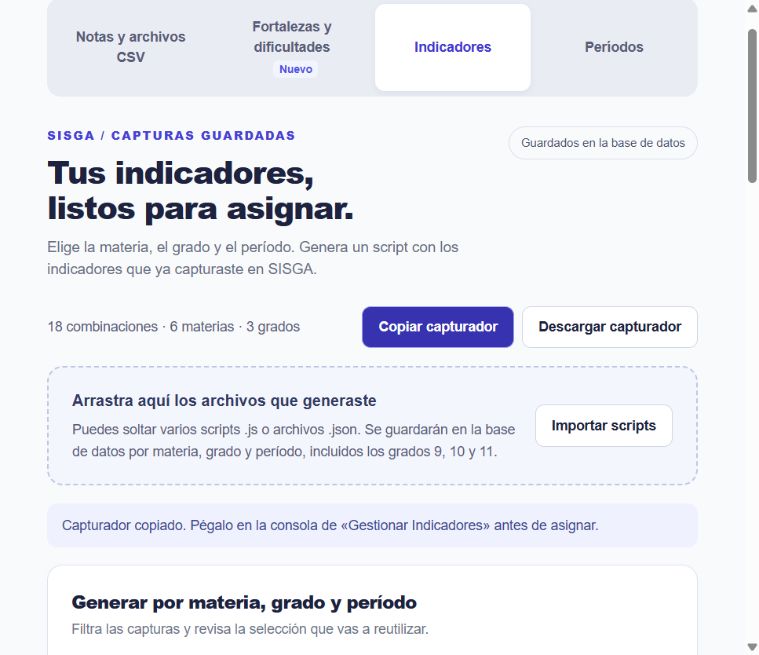 Notas y archivos
CSV
Fortalezas y
dificultades
Nuevo
Indicadores
Periodos
SISGA / CAPTURAS GUARDADAS
Guardados en la base de datos
Tus indicadores,
listos para asignar.
Elige la materia, el grado y el período. Genera un script con los
indicadores que ya capturaste en SISGA.
18 combinaciones · 6 materias · 3 grados
Copiar capturador
Descargar capturador
Arrastra aquí los archivos que generaste
Puedes soltar varios scripts .js o archivos .json. Se guardarán en la base
de datos por materia, grado y período, incluidos los grados 9, 10 y 11.
Importar scripts
Capturador copiado. Pégalo en la consola de «Gestionar Indicadores» antes de asignar.
Generar por materia, grado y período
Filtra las capturas y revisa la selección que vas a reutilizar.